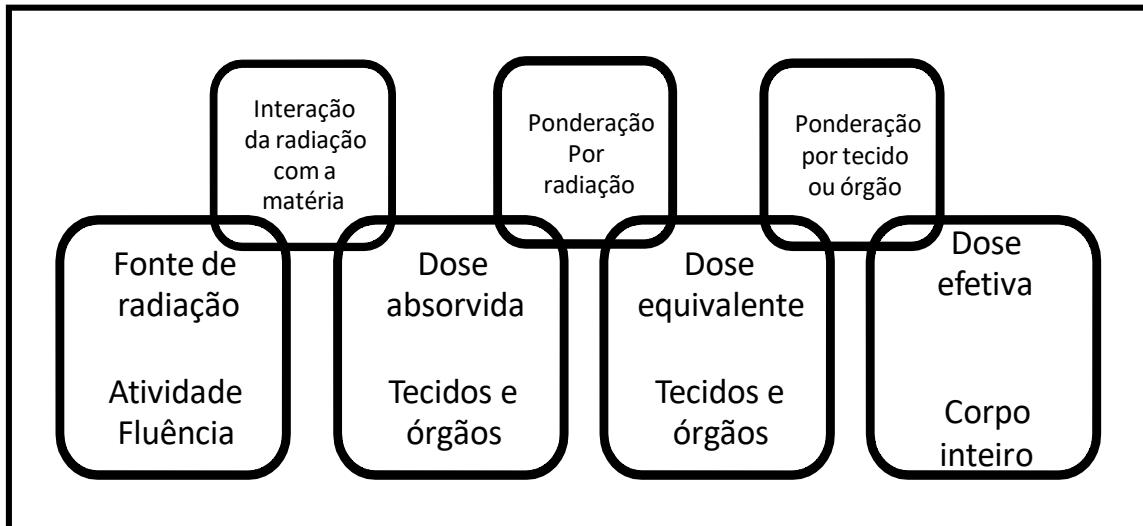 Interação
da radiação
com a
matéria
Ponderação
Por
radiação
Ponderação
por tecido
ou órgão
Fonte de
radiação
Atividade
Fluência
Dose
absorvida
Tecidos e
órgãos
Dose
equivalente
Tecidos e
órgãos
Dose
efetiva
Corpo
inteiro